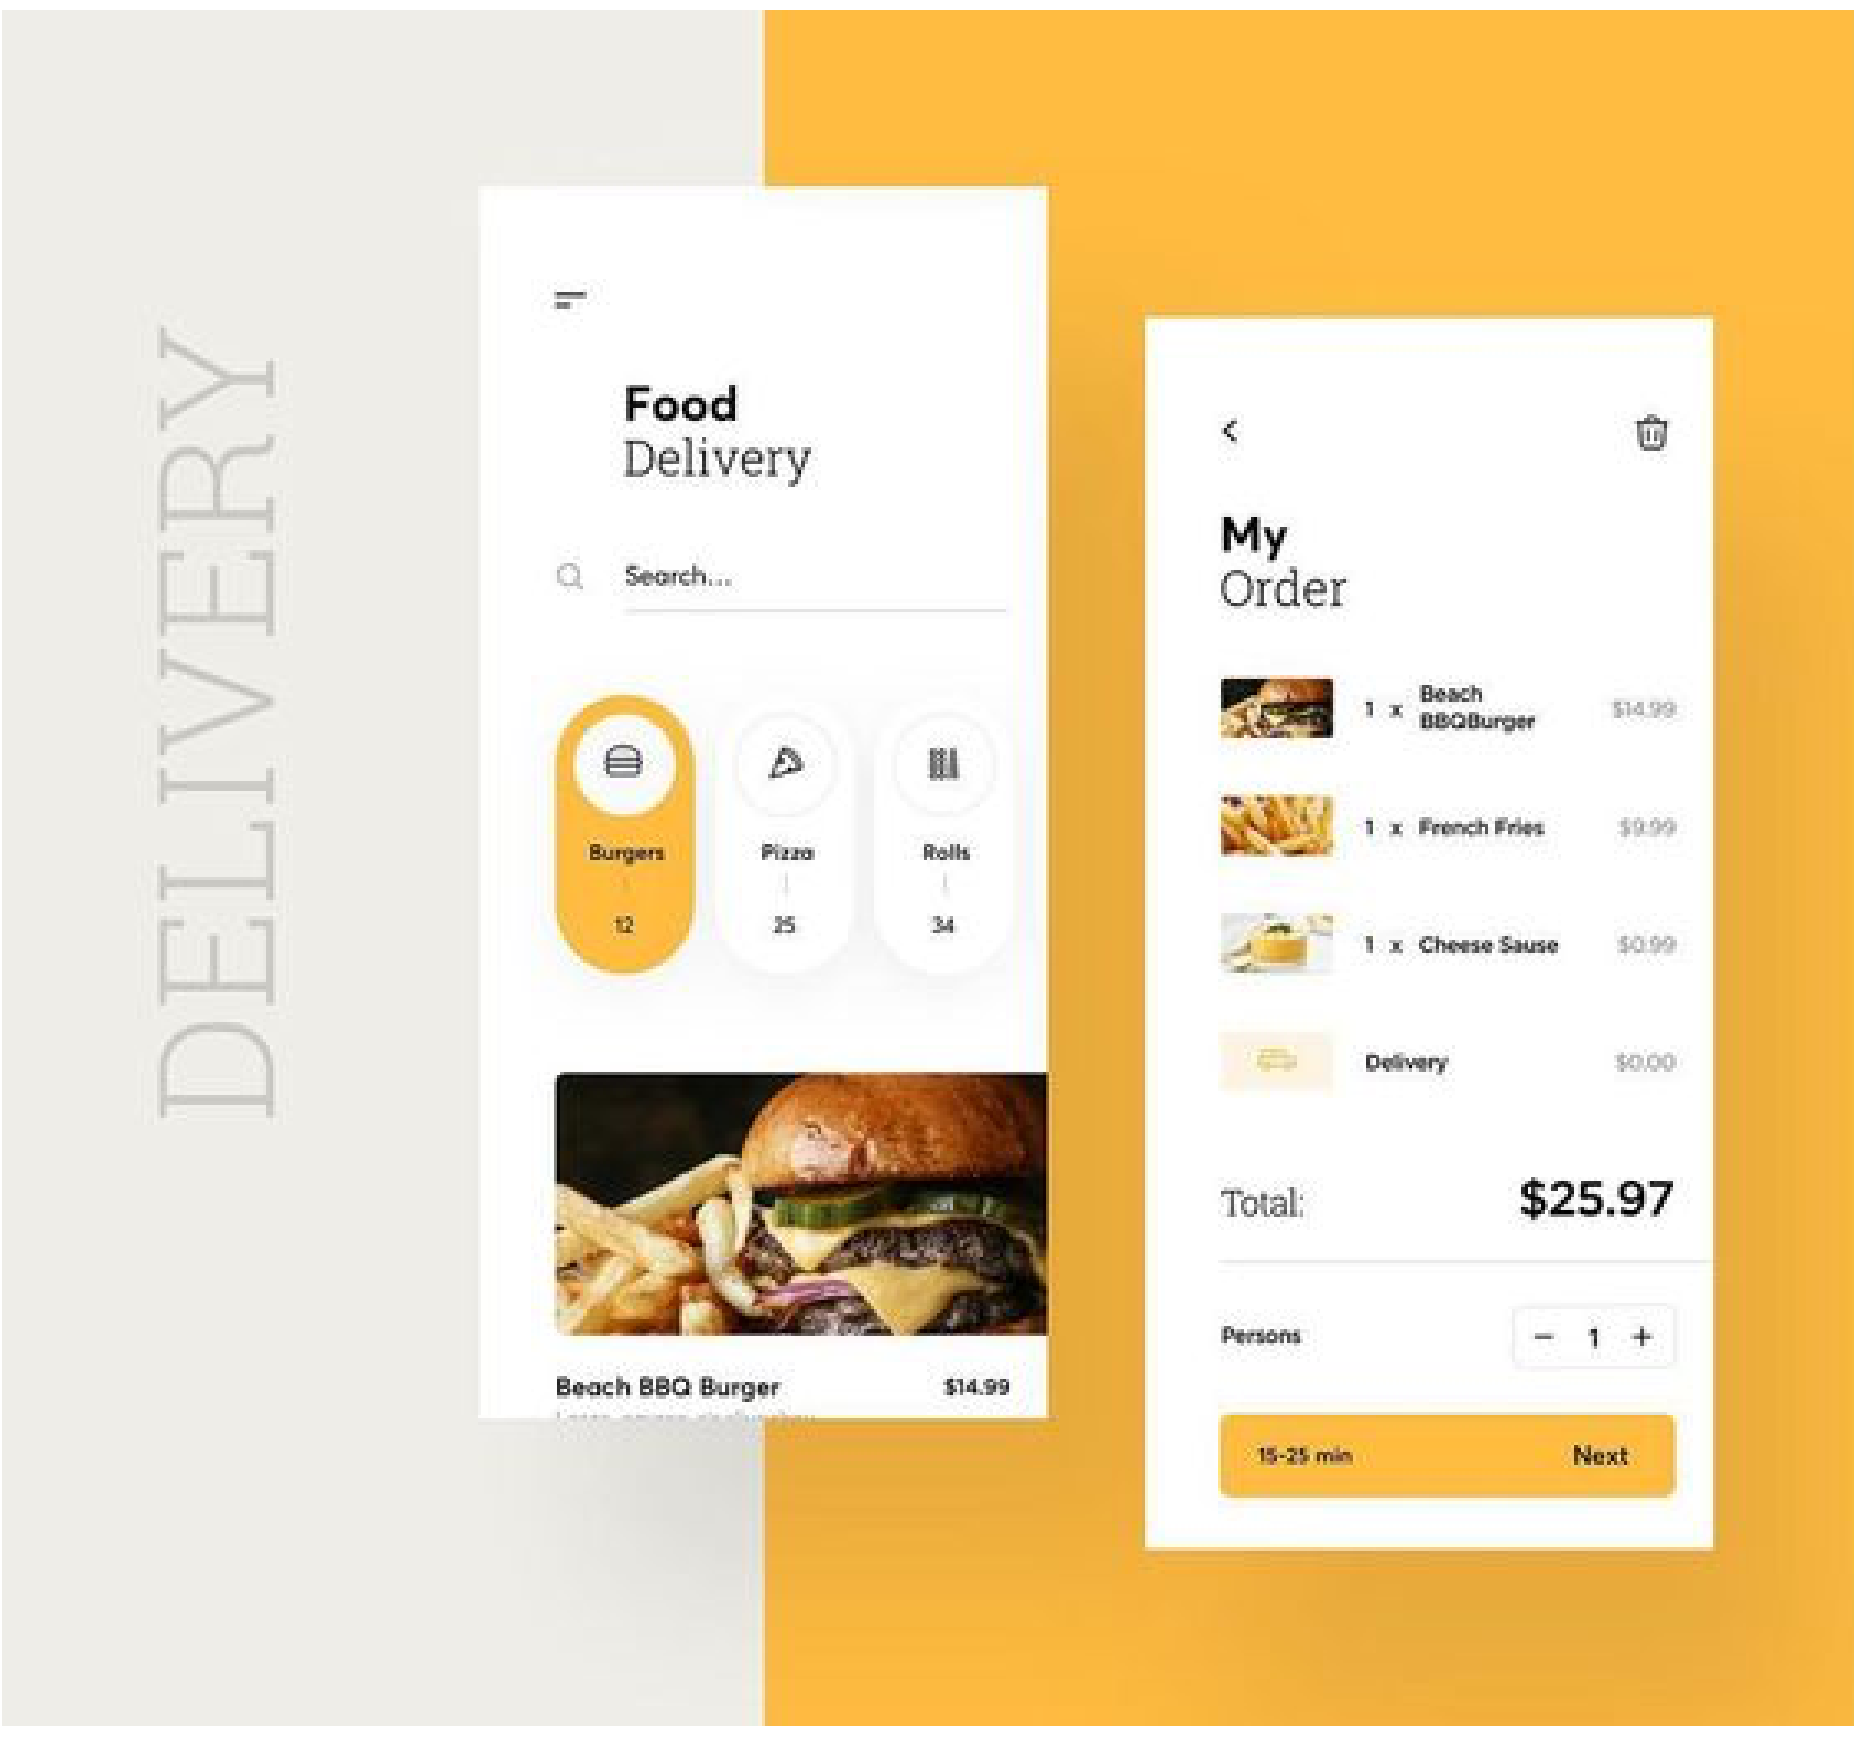 DELIVERY
Food
Delivery
Search...
Burgers
Pizza
Rolls
12
25
34
Beach BBQ Burger
$14.99
My
Order
1 x Beach
BBQBurger
$14.99
1 x French Fries
$9.99
1 x Cheese Sause
$0.99
Delivery
$0.00
Total:
$25.97
Persons
− 1 +
15-25 min
Next